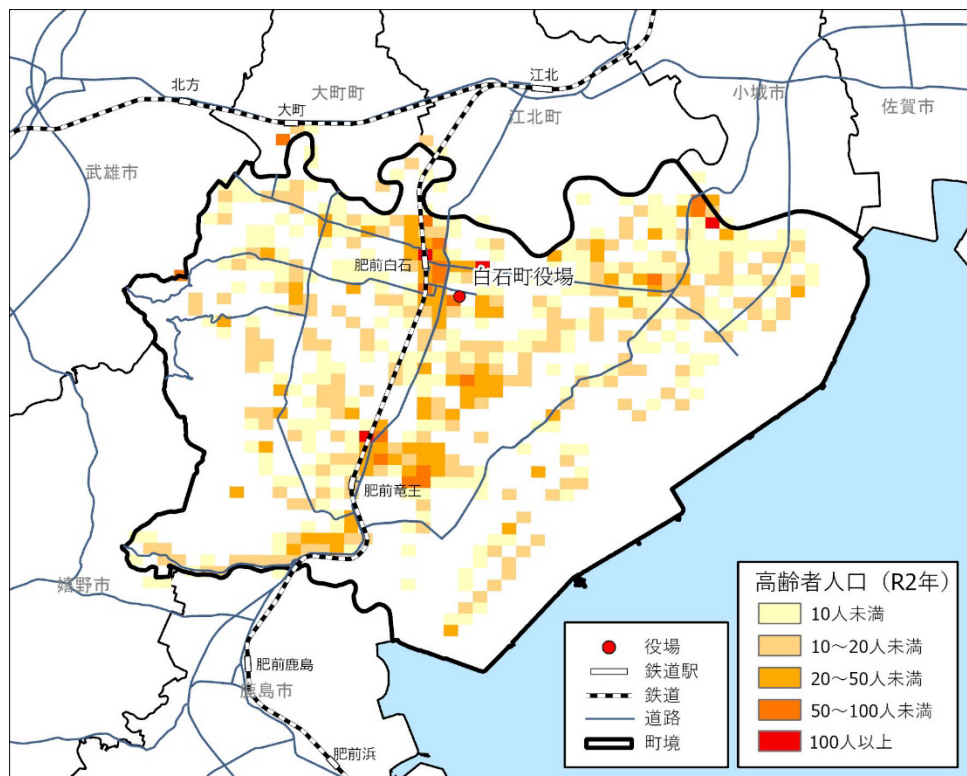 江北
北方
大町町
大町
江北町
小城市
佐賀市
武雄市
肥前白石
白石町役場
肥前竜王
嬉野市
肥前鹿島
鹿島市
肥前浜
役場
鉄道駅
鉄道
道路
町境
高齢者人口（R2年）
10人未満
10～20人未満
20～50人未満
50～100人未満
100人以上